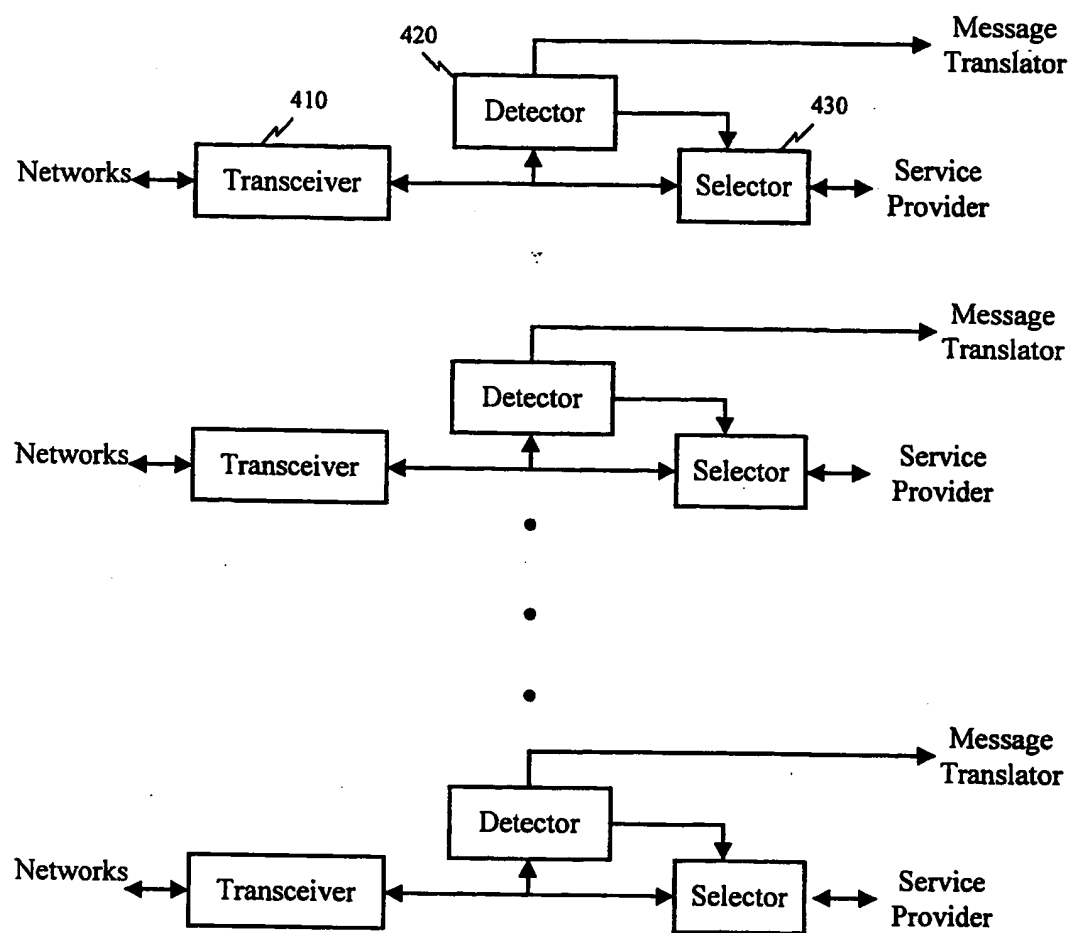 420
Message
Translator
Detector
410
430
Networks
Transceiver
Selector
Service
Provider
Message
Translator
Detector
Networks
Transceiver
Selector
Service
Provider
Message
Translator
Detector
Networks
Transceiver
Selector
Service
Provider